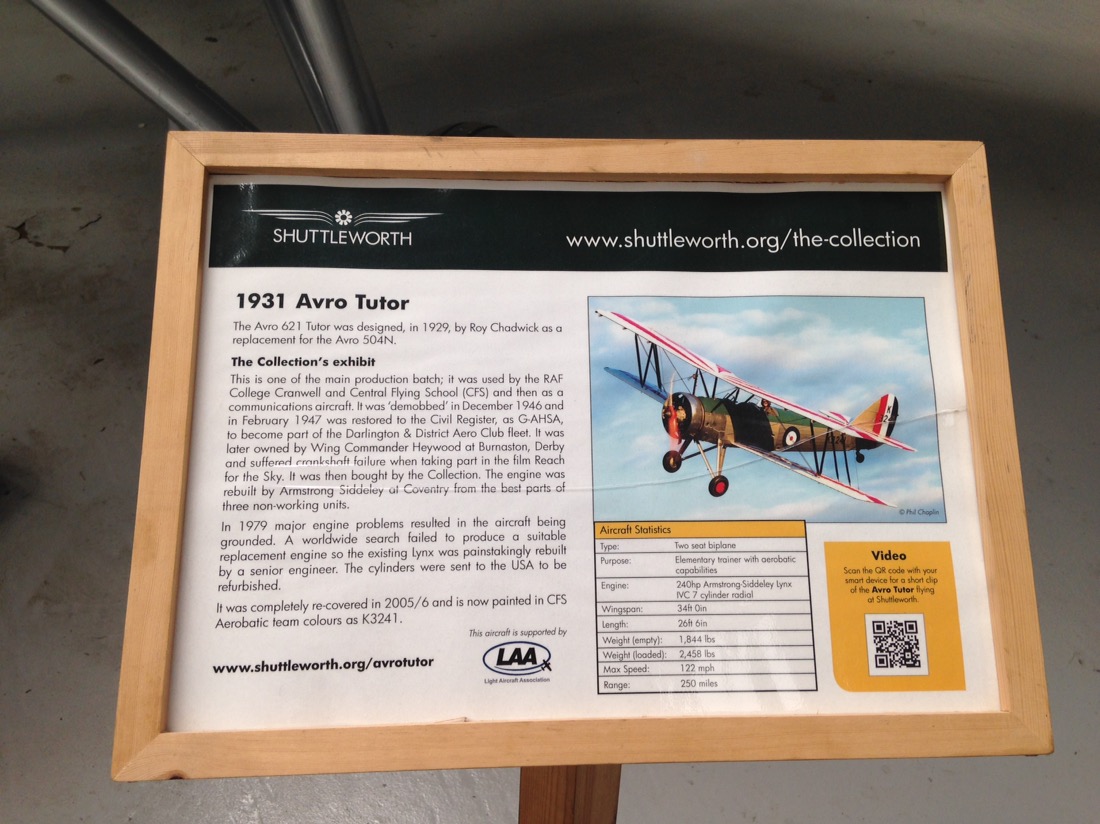 SHUTTLEWORTH
www.shuttleworth.org/the-collection
1931 Avro Tutor
The Avro 621 Tutor was designed, in 1929, by Roy Chadwick as a
replacement for the Avro 504N.
The Collection's exhibit
This is one of the main production batch; it was used by the RAF
College Cranwell and Central Flying School (CFS) and then as a
communications aircraft. It was 'demobbed' in December 1946 and
in February 1947 was restored to the Civil Register, as G-AHSA,
to become part of the Darlington & District Aero Club fleet. It was
later owned by Wing Commander Heywood at Burnaston, Derby
and suffered crankshaft failure when taking part in the film Reach
for the Sky. It was then bought by the Collection. The engine was
rebuilt by Armstrong Siddeley at Coventry from the best parts of
three non-working units.
In 1979 major engine problems resulted in the aircraft being
grounded. A worldwide search failed to produce a suitable
replacement engine so the existing Lynx was painstakingly rebuilt
by a senior engineer. The cylinders were sent to the USA to be
refurbished.
It was completely re-covered in 2005/6 and is now painted in CFS
Aerobatic team colours as K3241.
www.shuttleworth.org/avrotutor
This aircraft is supported by
LAA
Light Aircraft Association
© Phil Chaplin
Aircraft Statistics
Type: Two seat biplane
Purpose: Elementary trainer with aerobatic
capabilities
Engine: 240hp Armstrong-Siddeley Lynx
IVC 7 cylinder radial
Wingspan: 34ft 0in
Length: 26ft 6in
Weight (empty): 1,844 lbs
Weight (loaded): 2,458 lbs
Max Speed: 122 mph
Range: 250 miles
Video
Scan the QR code with your
smart device for a short clip
of the Avro Tutor flying
at Shuttleworth.